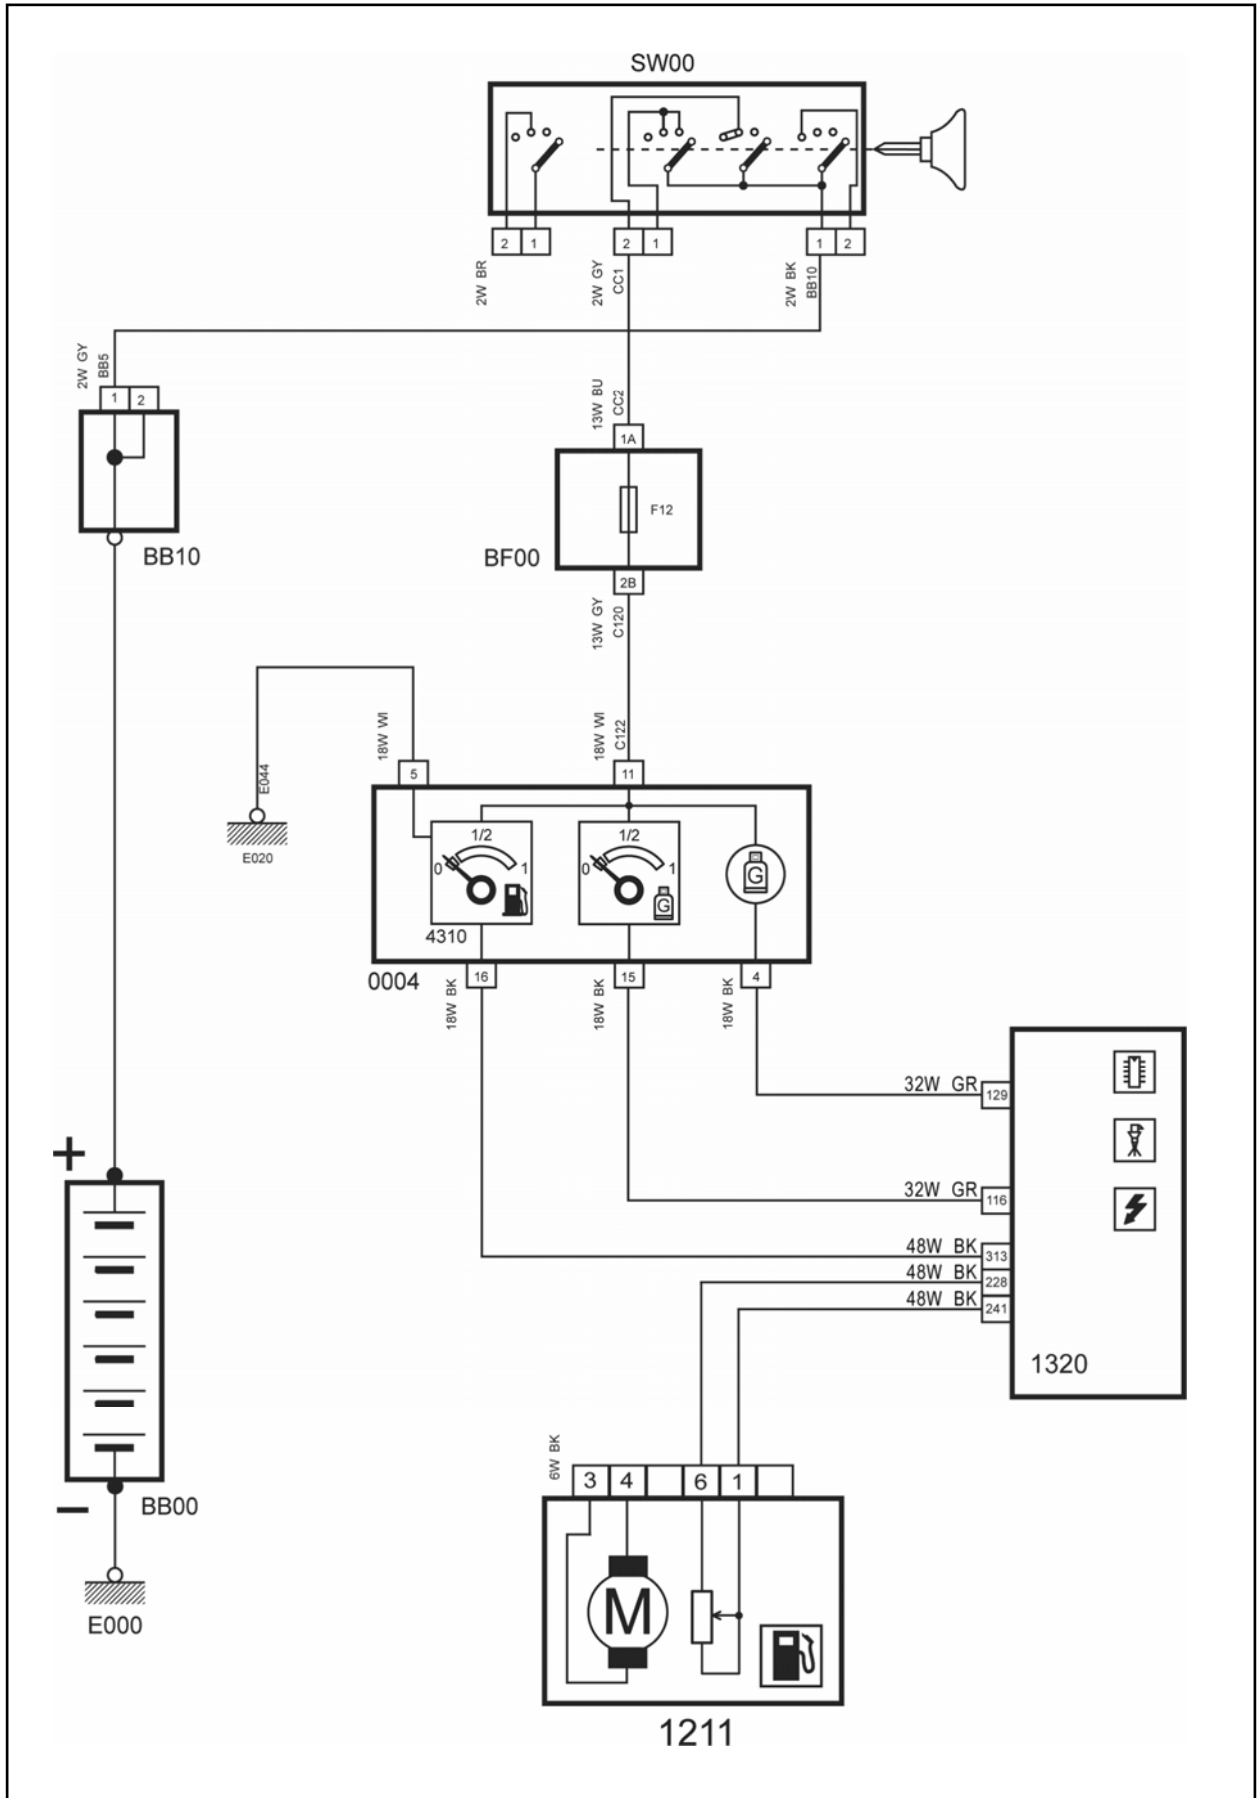 SW00
2 1
2 1
1 2
2W BR
2W GY
CC1
2W BK
BB10
2W GY
BB5
1 2
BB10
13W BU
CC2
1A
F12
BF00
2B
13W GY
C120
18W WI
18W WI
C122
5
11
E044
E020
1/2
0
1
1/2
0
1
G
G
4310
0004
16
15
4
18W BK
18W BK
18W BK
32W GR
129
32W GR
116
48W BK
313
48W BK
228
48W BK
241
1320
+
−
BB00
E000
6W BK
3 4 6 1
M
1211